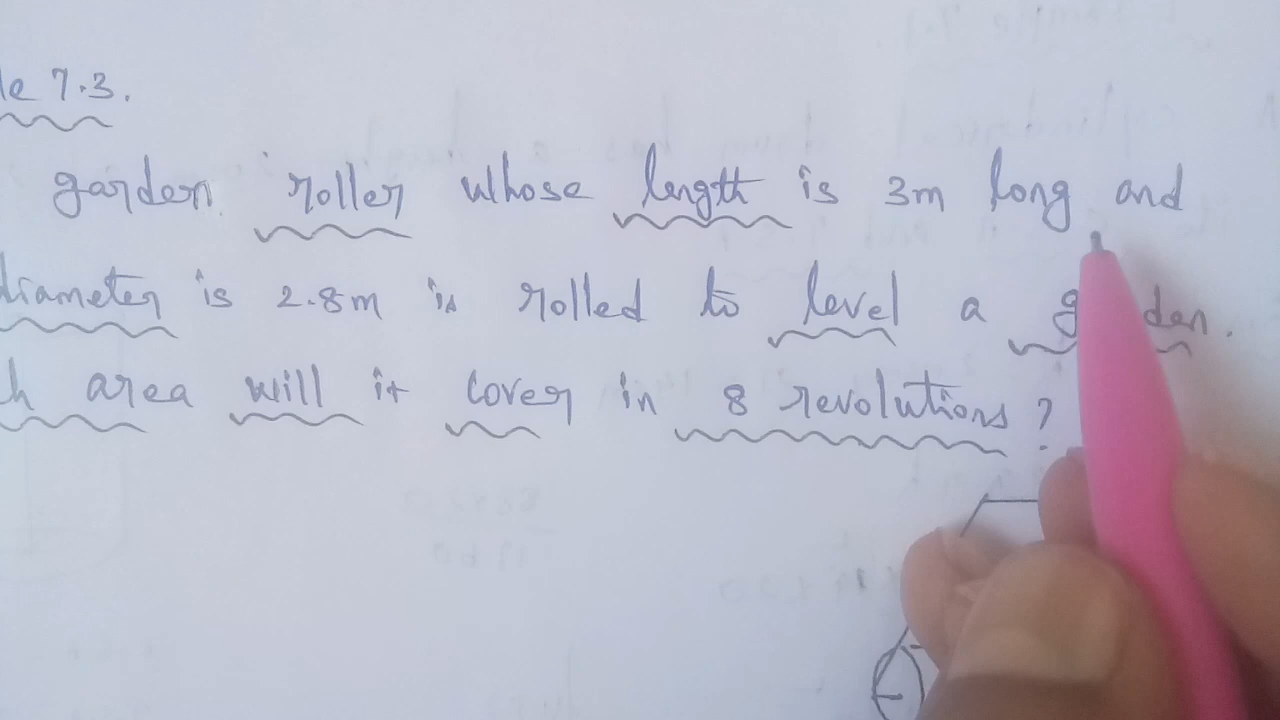 le 7.3.
garden roller whose length is 3m long and
diameter is 2.8m is rolled to level a garden.
h area will it cover in 8 revolutions?